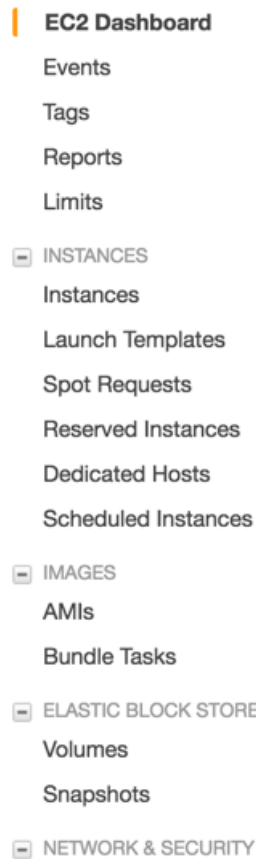 EC2 Dashboard
Events
Tags
Reports
Limits
INSTANCES
Instances
Launch Templates
Spot Requests
Reserved Instances
Dedicated Hosts
Scheduled Instances
IMAGES
AMIs
Bundle Tasks
ELASTIC BLOCK STORE
Volumes
Snapshots
NETWORK & SECURITY